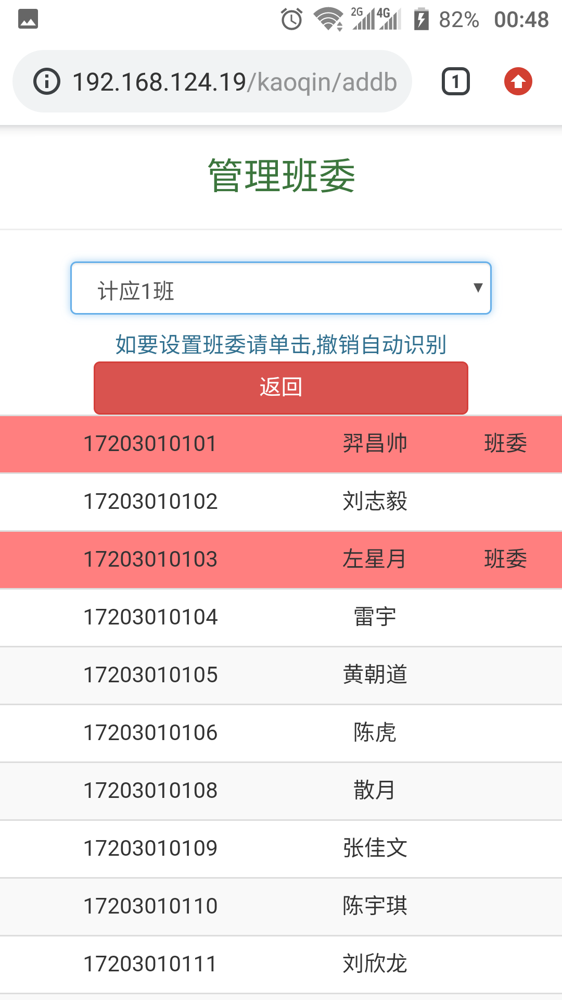 2G 4G 82% 00:48
192.168.124.19/kaoqin/addb
1
管理班委
计应1班
如要设置班委请单击,撤销自动识别
返回
17203010101 羿昌帅 班委
17203010102 刘志毅
17203010103 左星月 班委
17203010104 雷宇
17203010105 黄朝道
17203010106 陈虎
17203010108 散月
17203010109 张佳文
17203010110 陈宇琪
17203010111 刘欣龙